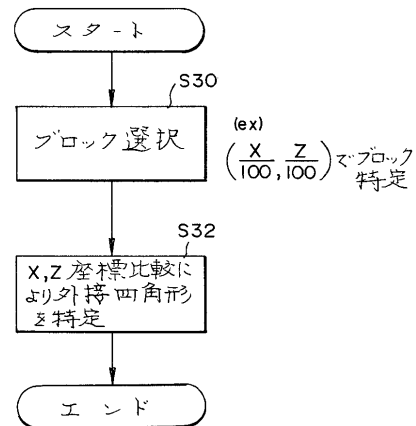 スタート
S30
ブロック選択
(ex)
(X/100, Z/100)でブロック
特定
S32
X,Z座標比較に
より外接四角形
を特定
エンド